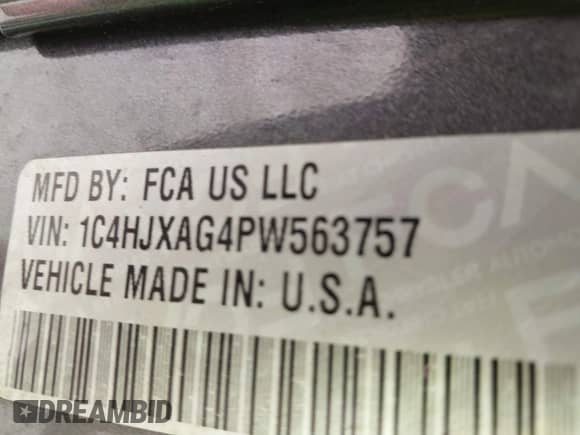 MFD BY: FCA US LLC
VIN: 1C4HJXAG4PW563757
VEHICLE MADE IN: U.S.A.
DREAMBID